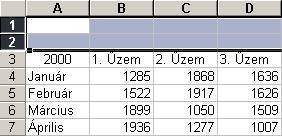 A B C D
1
2
3 2000 1. Üzem 2. Üzem 3. Üzem
4 Január 1285 1868 1636
5 Február 1522 1917 1626
6 Március 1899 1050 1509
7 Április 1936 1277 1007